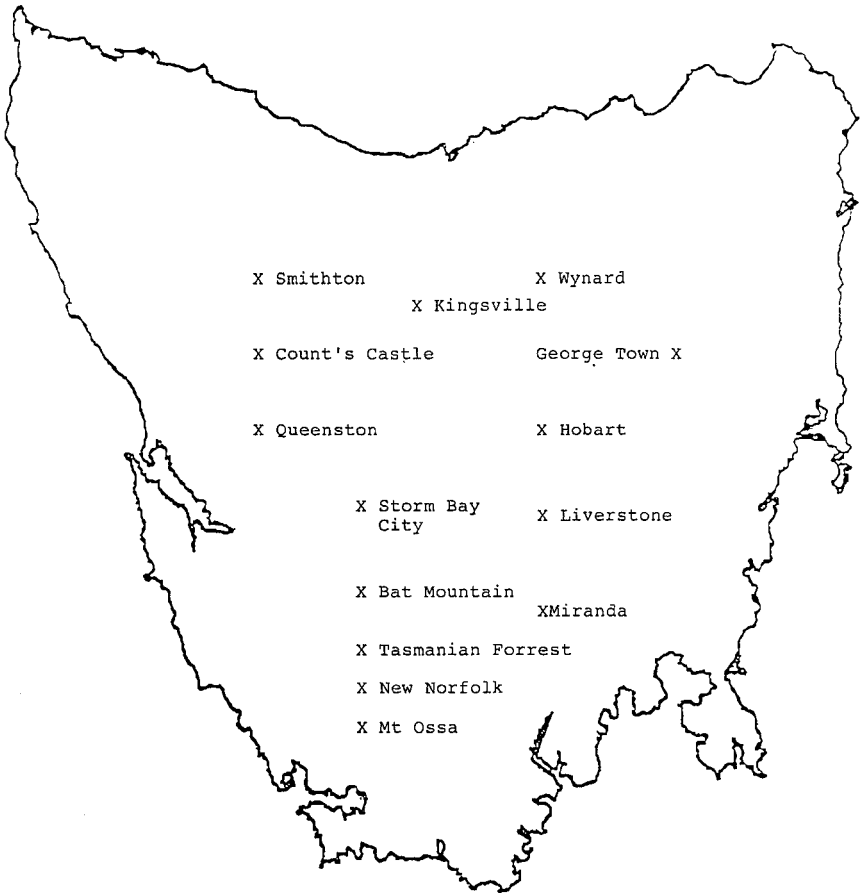 X Smithton
X Wynard
X Kingsville
X Count's Castle
George Town X
X Queenston
X Hobart
X Storm Bay
City
X Liverstone
X Bat Mountain
XMiranda
X Tasmanian Forrest
X New Norfolk
X Mt Ossa